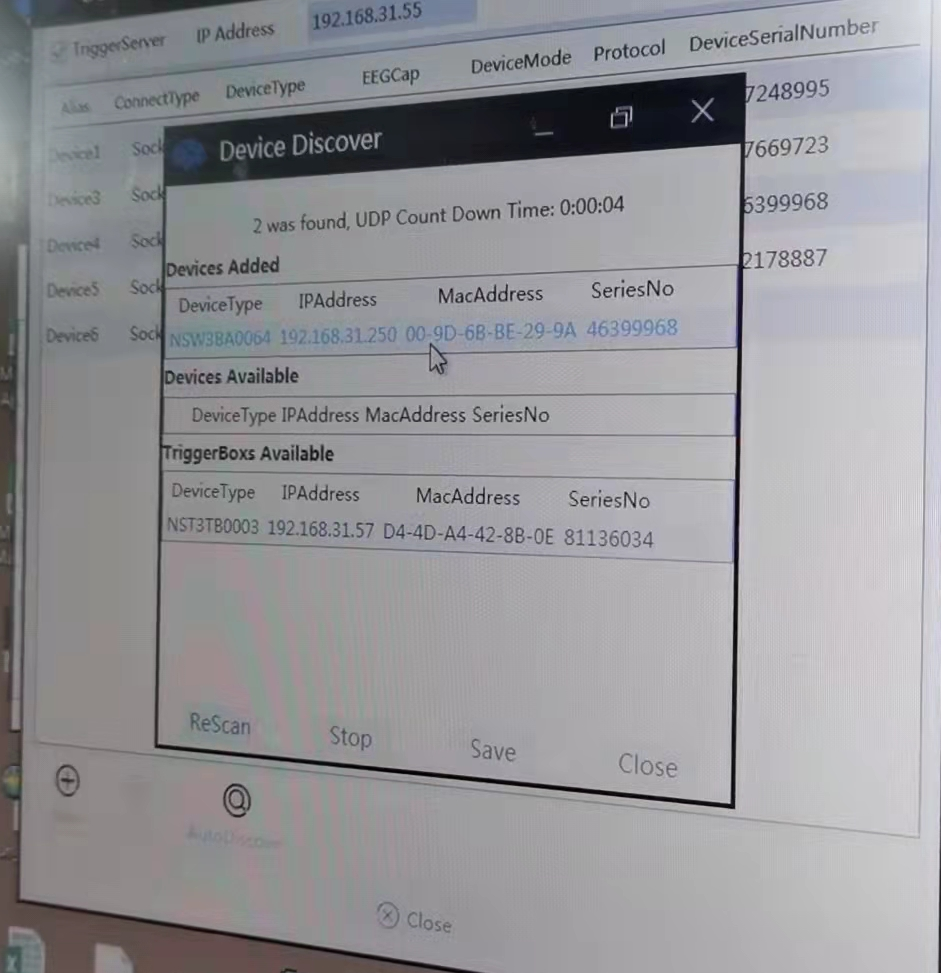 TriggerServer IP Address 192.168.31.55
Alias ConnectType DeviceType EEGCap DeviceMode Protocol DeviceSerialNumber
Device1 Sock 7248995
Device3 Sock 7669723
Device4 Sock 6399968
Device5 Sock 2178887
Device6 Sock
Device Discover
2 was found, UDP Count Down Time: 0:00:04
Devices Added
DeviceType IPAddress MacAddress SeriesNo
NSW38A0064 192.168.31.250 00-9D-6B-BE-29-9A 46399968
Devices Available
DeviceType IPAddress MacAddress SeriesNo
TriggerBoxs Available
DeviceType IPAddress MacAddress SeriesNo
NST3TB0003 192.168.31.57 D4-4D-A4-42-8B-0E 81136034
ReScan Stop Save Close
AutoDiscover
Close